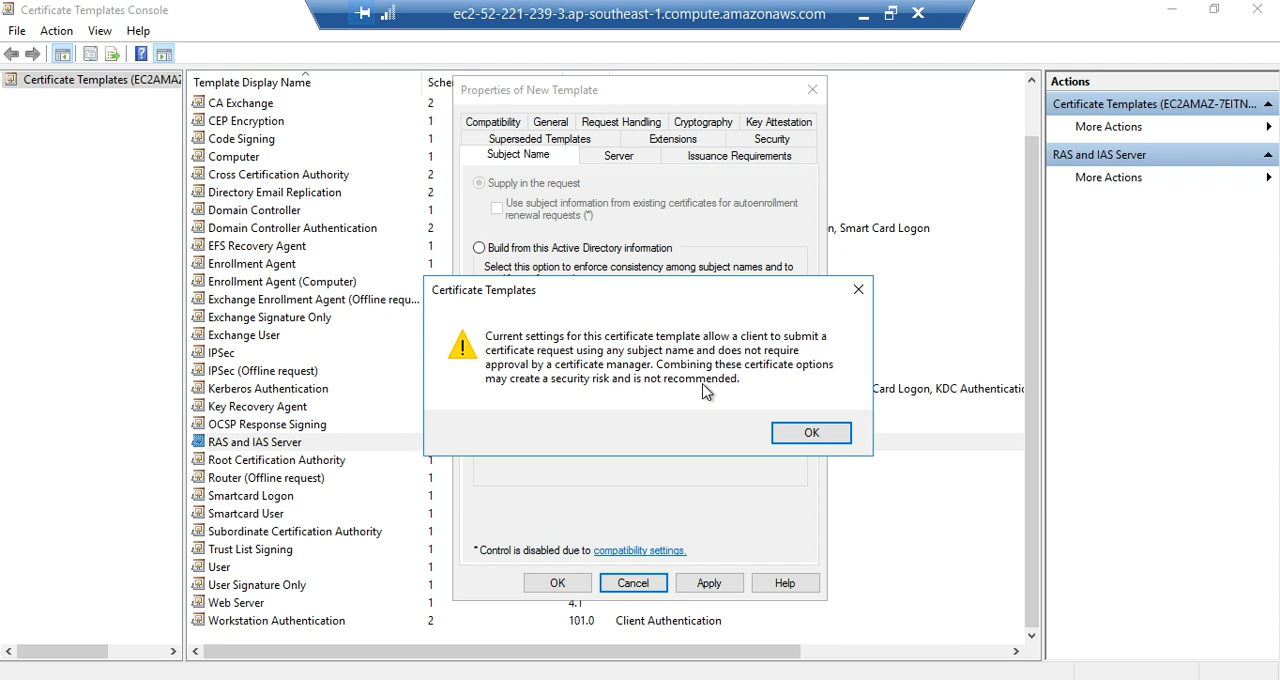 Certificate Templates Console
ec2-52-221-239-3.ap-southeast-1.compute.amazonaws.com
File Action View Help
Certificate Templates (EC2AMAZ
Template Display Name
Sche
CA Exchange 2
CEP Encryption 1
Code Signing 1
Computer 1
Cross Certification Authority 2
Directory Email Replication 2
Domain Controller 1
Domain Controller Authentication 2
n, Smart Card Logon
EFS Recovery Agent 1
Enrollment Agent 1
Enrollment Agent (Computer) 1
Exchange Enrollment Agent (Offline requ...
Exchange Signature Only
Exchange User
IPSec
IPSec (Offline request)
Kerberos Authentication
Card Logon, KDC Authenticatio
Key Recovery Agent
OCSP Response Signing
RAS and IAS Server
Root Certification Authority 1
Router (Offline request) 1
Smartcard Logon 1
Smartcard User 1
Subordinate Certification Authority 1
Trust List Signing 1
User 1
User Signature Only 1
Web Server 1 4.1
Workstation Authentication 2 101.0 Client Authentication
Properties of New Template
Compatibility General Request Handling Cryptography Key Attestation
Superseded Templates Extensions Security
Subject Name Server Issuance Requirements
Supply in the request
Use subject information from existing certificates for autoenrollment
renewal requests (*)
Build from this Active Directory information
Select this option to enforce consistency among subject names and to
Certificate Templates
Current settings for this certificate template allow a client to submit a
certificate request using any subject name and does not require
approval by a certificate manager. Combining these certificate options
may create a security risk and is not recommended.
OK
* Control is disabled due to compatibility settings.
OK Cancel Apply Help
Actions
Certificate Templates (EC2AMAZ-7EITN...
More Actions
RAS and IAS Server
More Actions